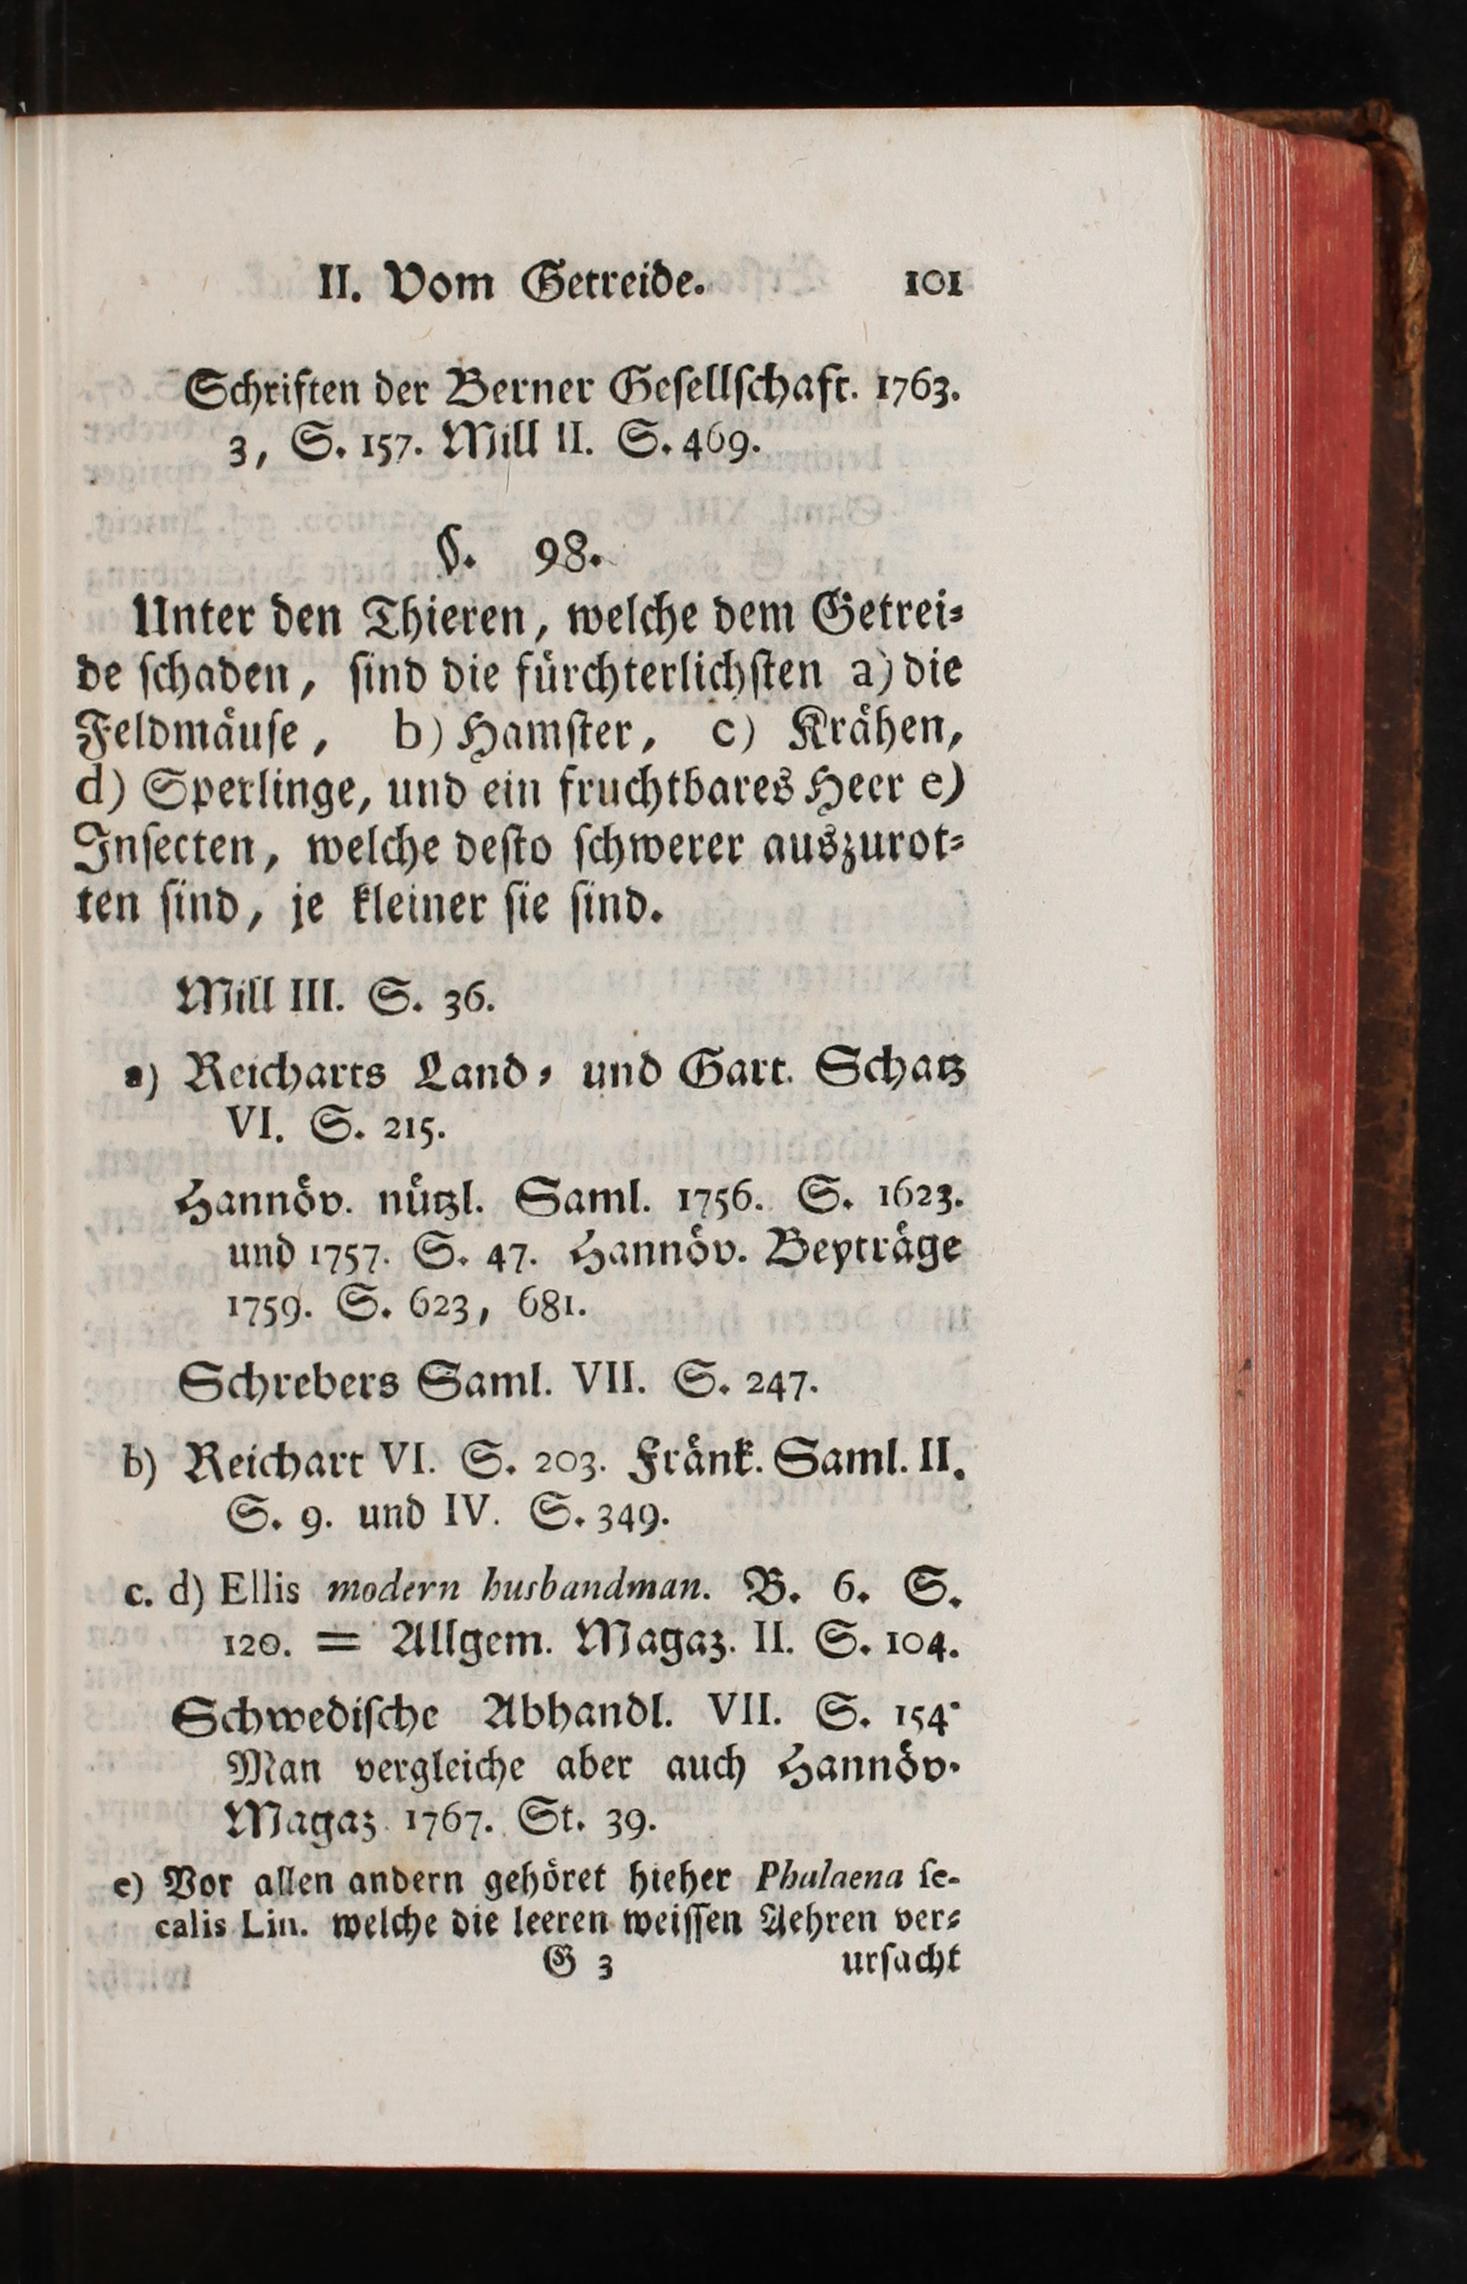 II. Vom Getreide. 101
Schriften der Berner Geſellſchaft. 1763.
3, S. 157. Mill II. S. 469.
§. 98.
Unter den Thieren, welche dem Getrei⸗
de ſchaden, ſind die fürchterlichſten a) die
Feldmäuſe, b) Hamſter, c) Krähen,
d) Sperlinge, und ein fruchtbares Heer e)
Inſecten, welche deſto ſchwerer auszurot⸗
ten ſind, je kleiner ſie ſind.
Mill III. S. 36.
a) Reicharts Land⸗ und Gart. Schatz
VI. S. 215.
Hannöv. nützl. Saml. 1756. S. 1623.
und 1757. S. 47. Hannöv. Beyträge
1759. S. 623, 681.
Schrebers Saml. VII. S. 247.
b) Reichart VI. S. 203. Fränk. Saml. II.
S. 9. und IV. S. 349.
c. d) Ellis modern husbandman. B. 6. S.
120. = Allgem. Magaz. II. S. 104.
Schwediſche Abhandl. VII. S. 154.
Man vergleiche aber auch Hannöv.
Magaz. 1767. St. 39.
e) Vor allen andern gehöret hieher Phalaena ſe-
calis Lin. welche die leeren weiſſen Aehren ver⸗
G 3 urſacht